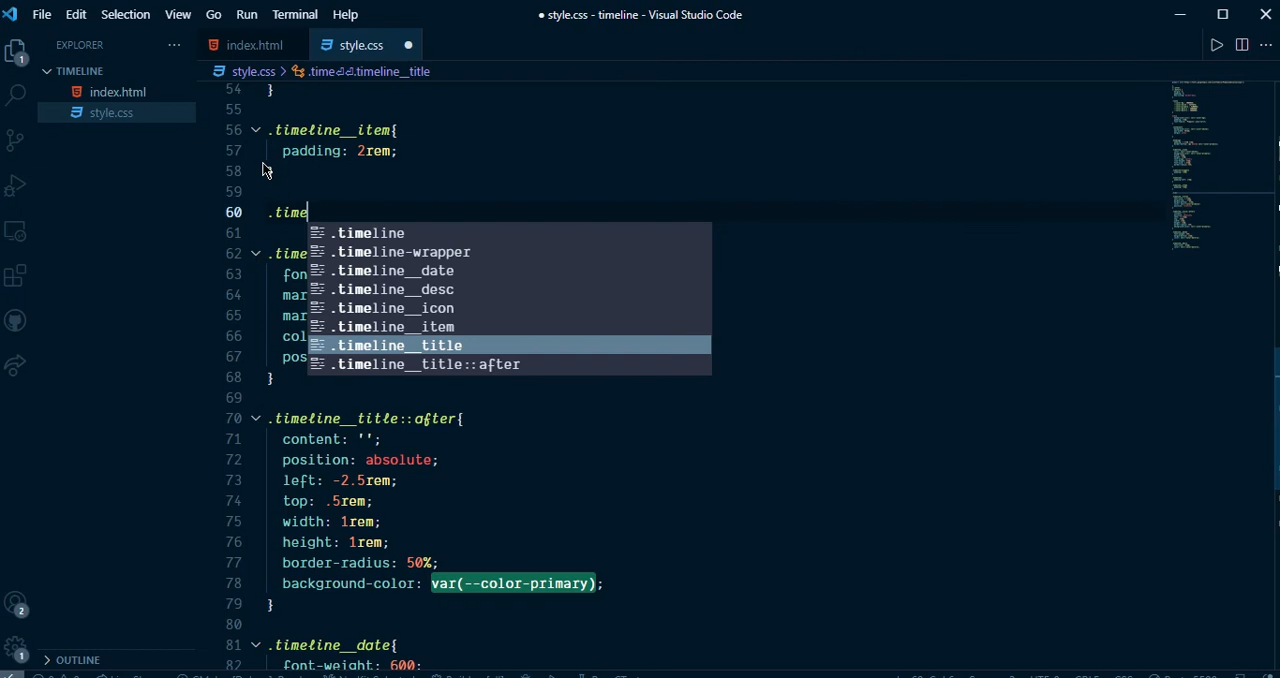 File Edit Selection View Go Run Terminal Help
● style.css - timeline - Visual Studio Code
EXPLORER
index.html
style.css
TIMELINE
style.css > .time⏎⏎.timeline__title
index.html
style.css
54 }
55
56 .timeline__item{
57 padding: 2rem;
58
59
60 .time
61
62 .time
63 fon
64 mar
65 mar
66 col
67 pos
68 }
69
70 .timeline__title::after{
71 content: '';
72 position: absolute;
73 left: -2.5rem;
74 top: .5rem;
75 width: 1rem;
76 height: 1rem;
77 border-radius: 50%;
78 background-color: var(--color-primary);
79 }
80
81 .timeline__date{
82 font-weight: 600;
.timeline
.timeline-wrapper
.timeline__date
.timeline__desc
.timeline__icon
.timeline__item
.timeline__title
.timeline__title::after
1
2
1
OUTLINE